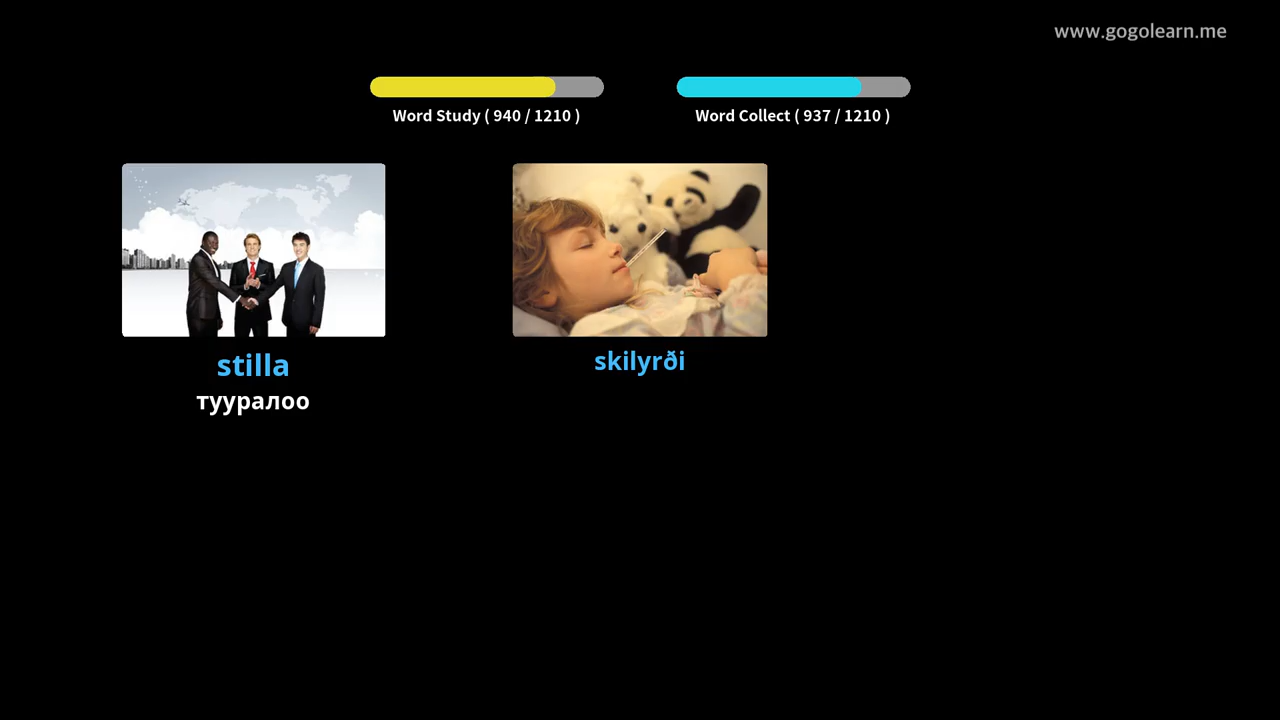 www.gogolearn.me
Word Study ( 940 / 1210 )
Word Collect ( 937 / 1210 )
stilla
тууралоо
skilyrði